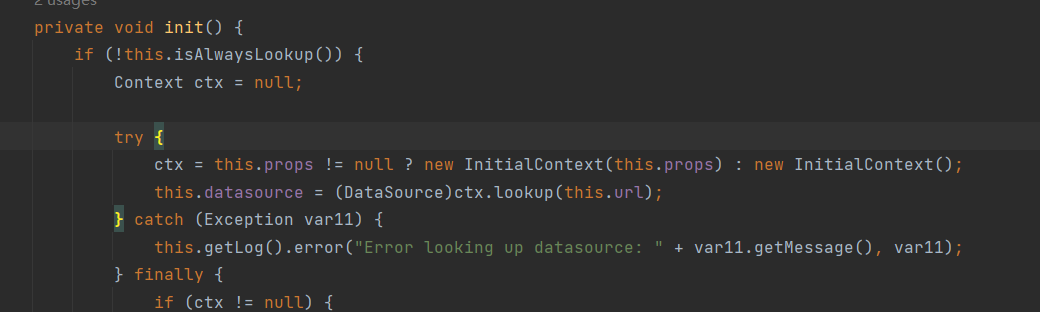 2 usages
private void init() {
if (!this.isAlwaysLookup()) {
Context ctx = null;
try {
ctx = this.props != null ? new InitialContext(this.props) : new InitialContext();
this.datasource = (DataSource)ctx.lookup(this.url);
} catch (Exception var11) {
this.getLog().error("Error looking up datasource: " + var11.getMessage(), var11);
} finally {
if (ctx != null) {